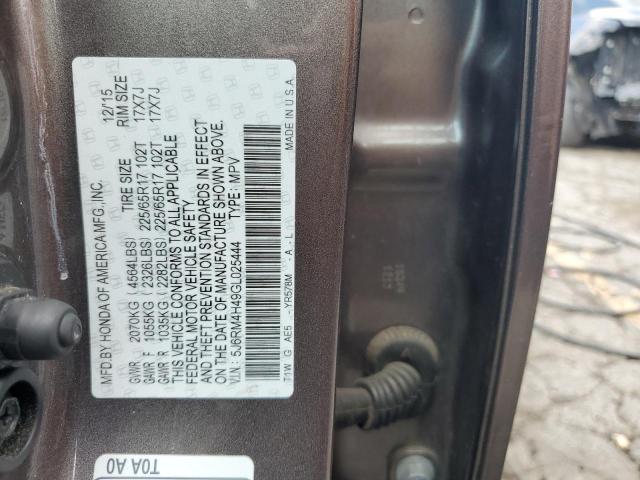 MFD.BY HONDA OF AMERICA MFG.,INC. 12/15
TIRE SIZE RIM SIZE
GVWR 2070KG (4564LBS)
GAWR F 1055KG (2326LBS) 225/65R17 102T 17X7J
GAWR R 1035KG (2282LBS) 225/65R17 102T 17X7J
THIS VEHICLE CONFORMS TO ALL APPLICABLE
FEDERAL MOTOR VEHICLE SAFETY
AND THEFT PREVENTION STANDARDS IN EFFECT
ON THE DATE OF MANUFACTURE SHOWN ABOVE.
V.I.N.: 5J6RM4H49GL025444 TYPE: MPV
T1W G AE5 YR578M - A - L MADE IN U.S.A.
T0A A0